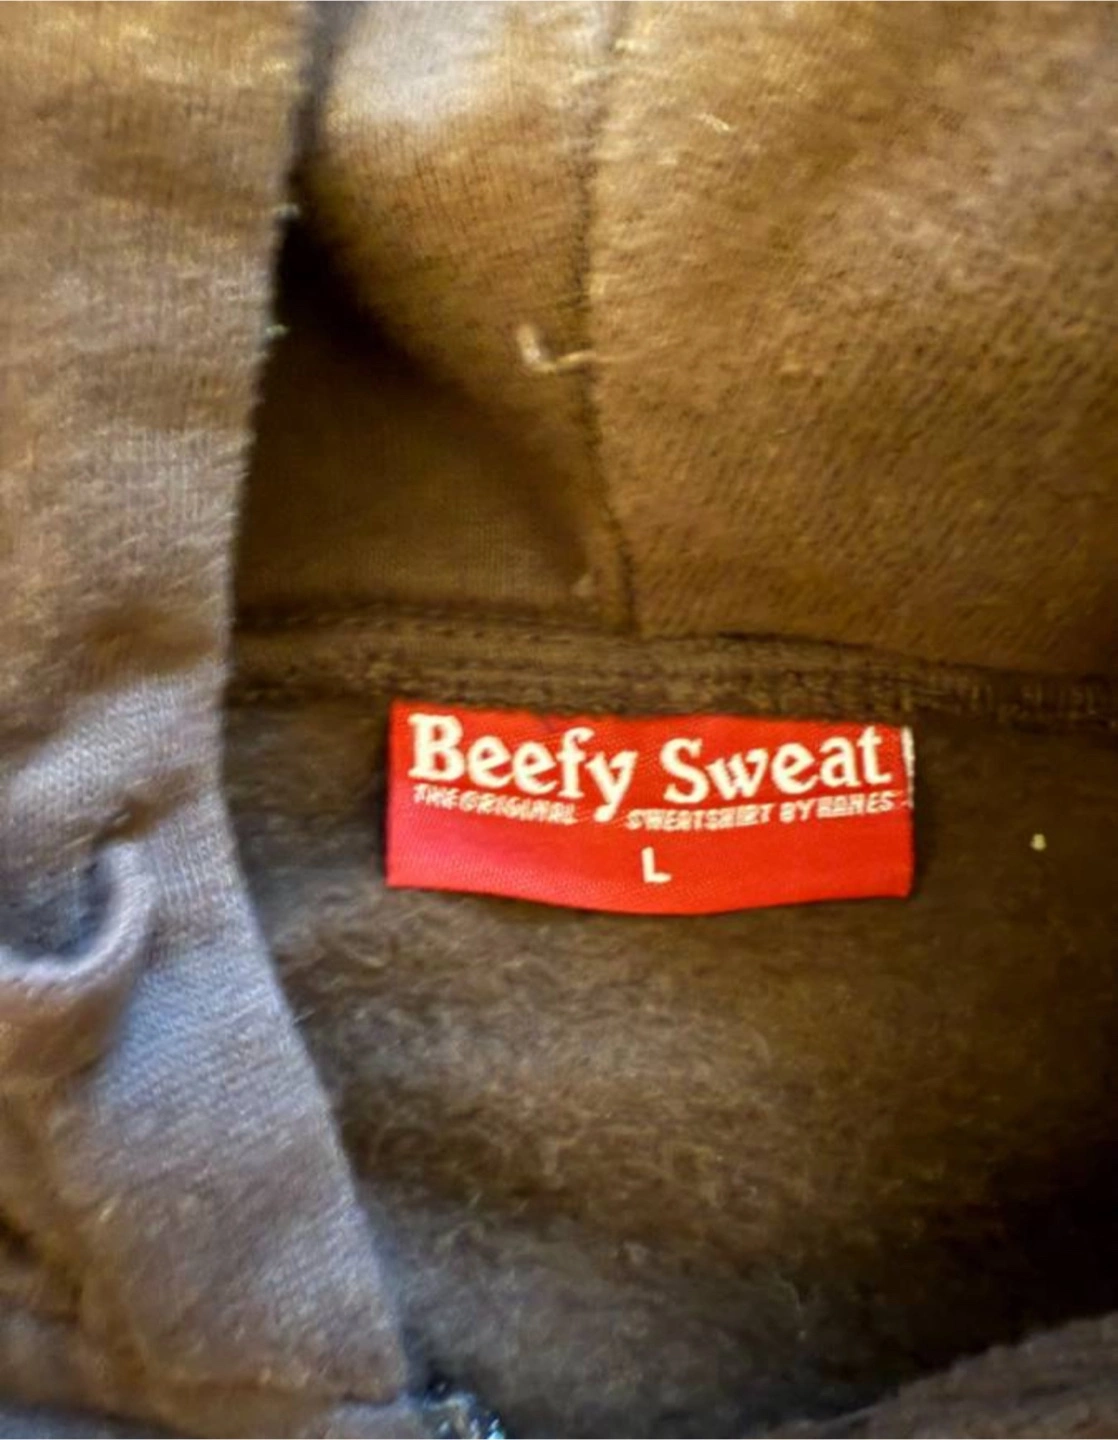 Beefy Sweat
THE ORIGINAL SWEATSHIRT BY HANES
L